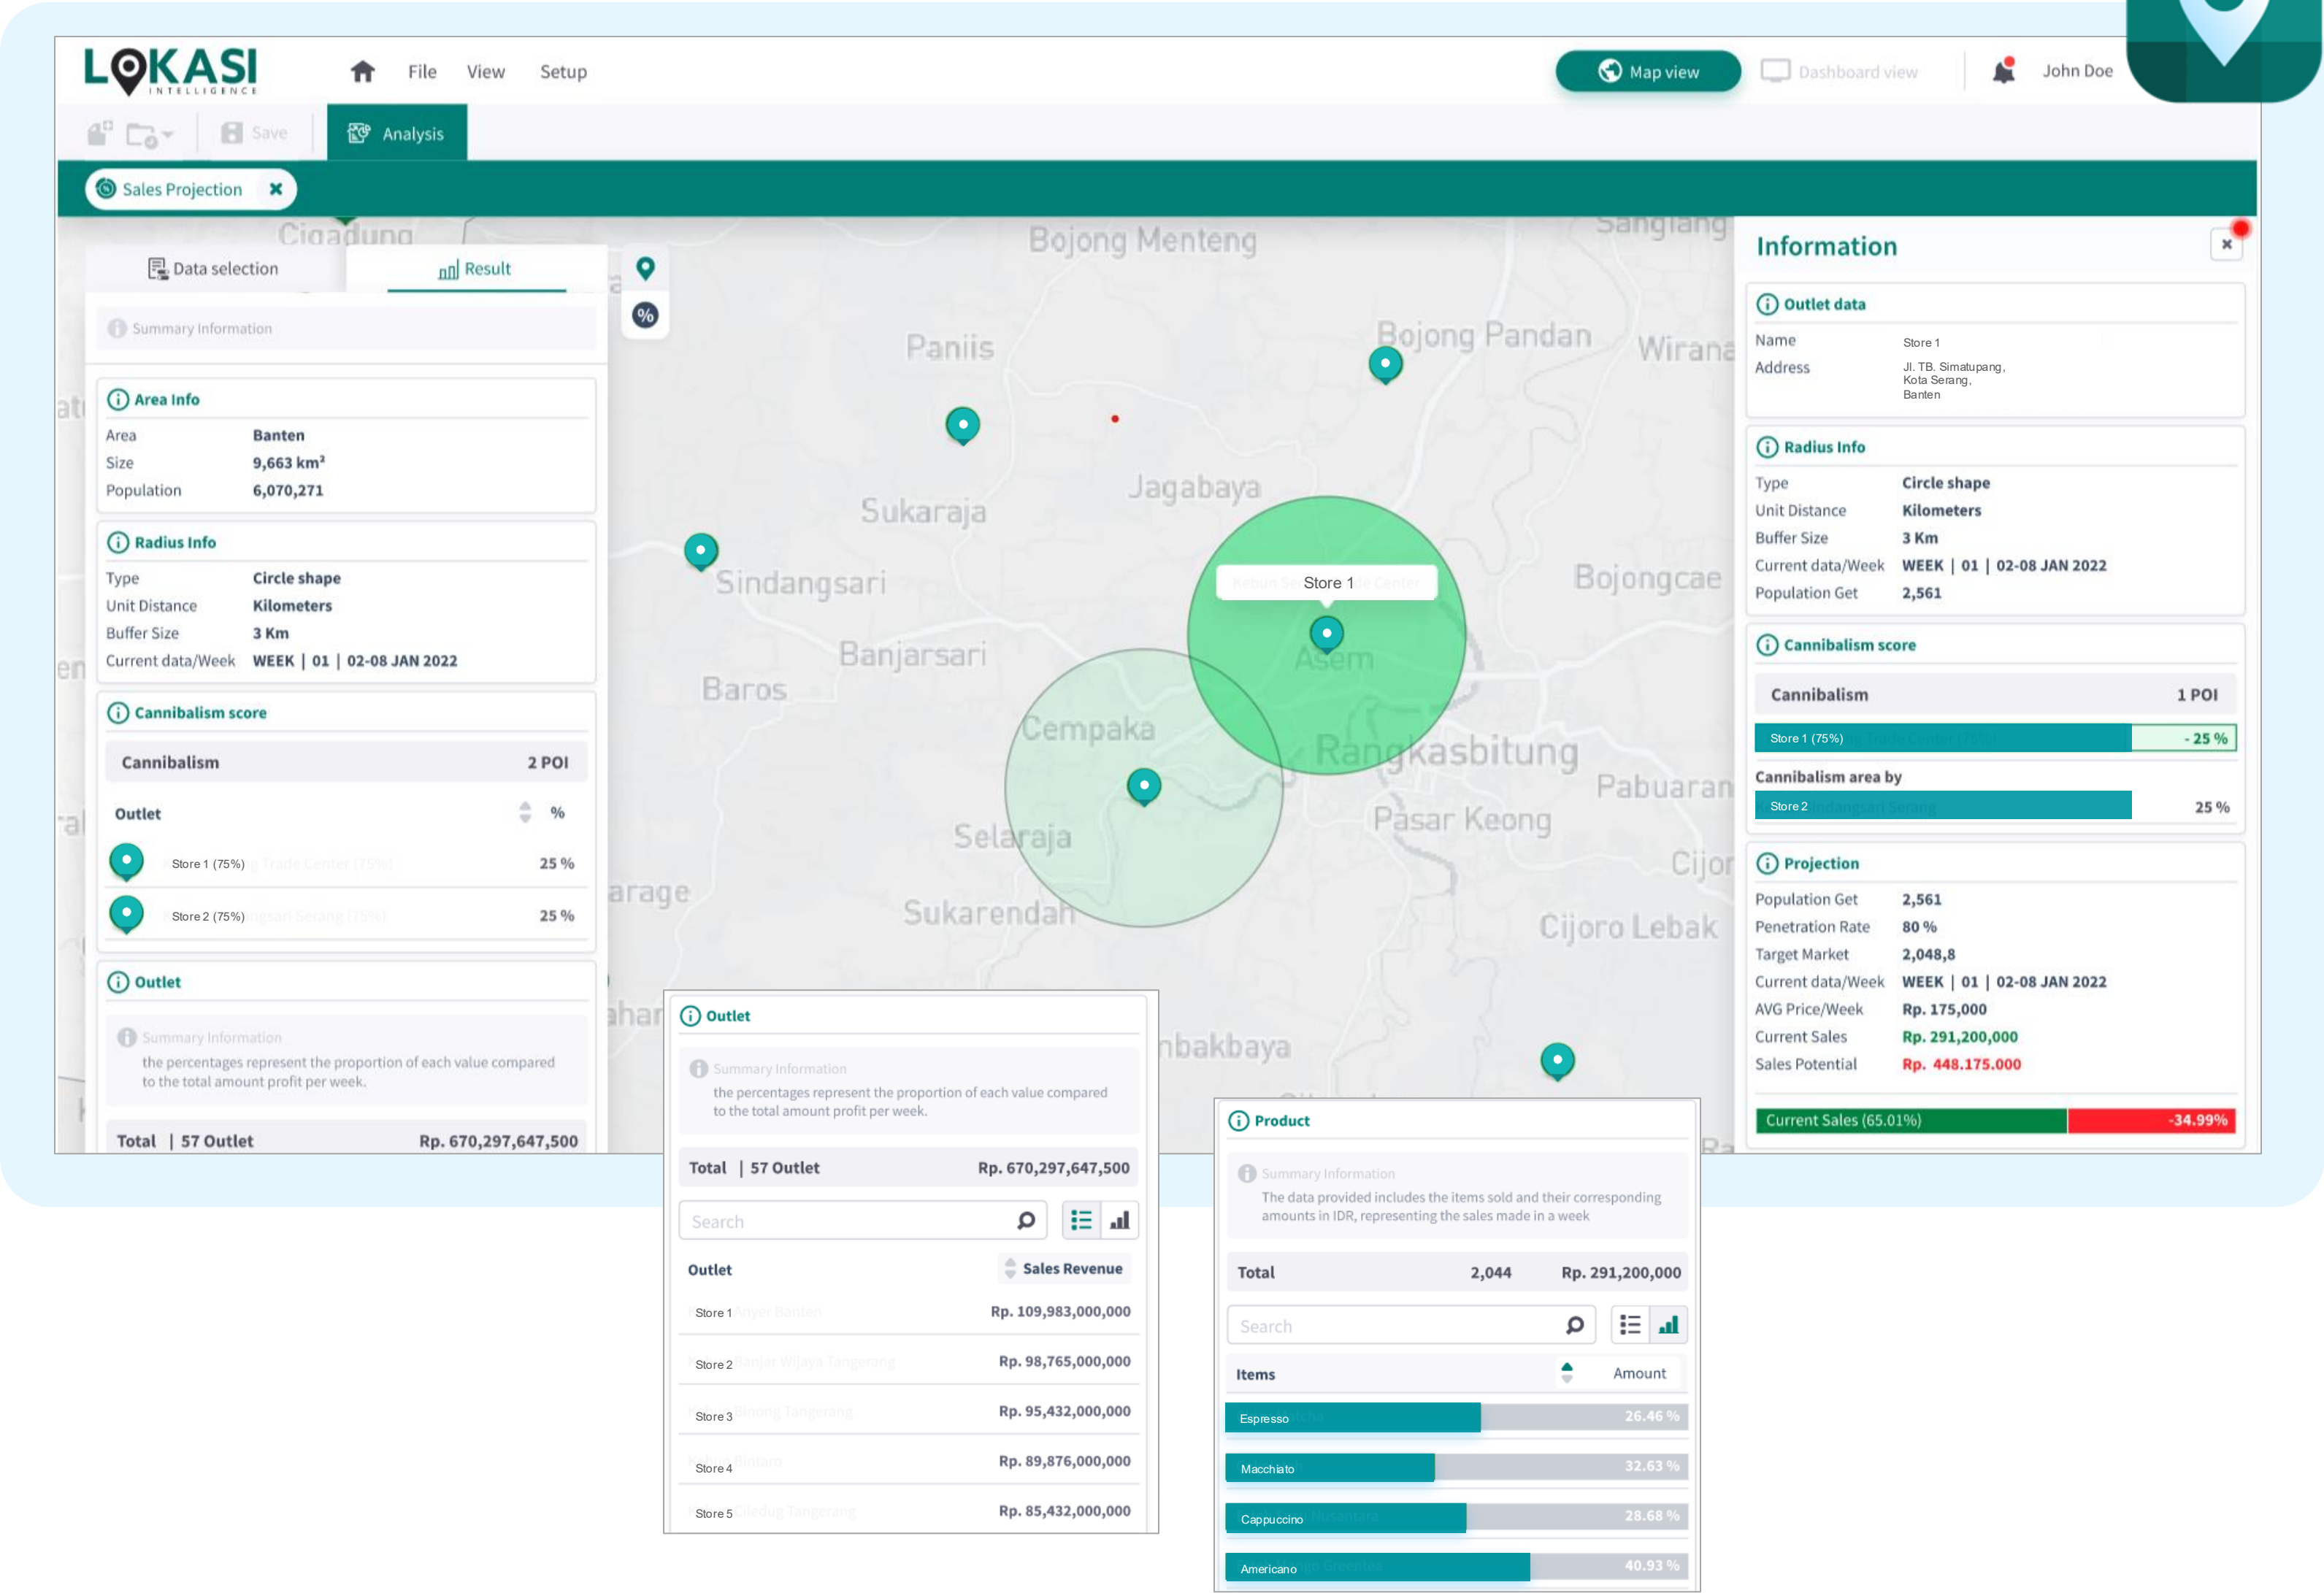 LOKASI
INTELLIGENCE
File
View
Setup
Map view
Dashboard view
John Doe
Save
Analysis
Sales Projection
Data selection
Result
Summary Information
Area Info
Area Banten
Size 9,663 km²
Population 6,070,271
Radius Info
Type Circle shape
Unit Distance Kilometers
Buffer Size 3 Km
Current data/Week WEEK | 01 | 02-08 JAN 2022
Cannibalism score
Cannibalism 2 POI
Outlet %
Store 1 (75%) 25 %
Store 2 (75%) 25 %
Outlet
Summary Information
the percentages represent the proportion of each value compared
to the total amount profit per week.
Total | 57 Outlet Rp. 670,297,647,500
Cigadung
Bojong Menteng
Sangiang
%
Paniis
Bojong Pandan
Sukaraja
Jagabaya
Sindangsari
Store 1
Bojongcae
Banjarsari
Asem
Baros
Cempaka
Rangkasbitung
Pabuaran
Pasar Keong
Selaraja
arage
Sukarendah
Cijoro Lebak
Information
Outlet data
Name Store 1
Address Jl. TB. Simatupang,
Kota Serang,
Banten
Radius Info
Type Circle shape
Unit Distance Kilometers
Buffer Size 3 Km
Current data/Week WEEK | 01 | 02-08 JAN 2022
Population Get 2,561
Cannibalism score
Cannibalism 1 POI
Store 1 (75%) - 25 %
Cannibalism area by
Store 2 25 %
Projection
Population Get 2,561
Penetration Rate 80 %
Target Market 2,048,8
Current data/Week WEEK | 01 | 02-08 JAN 2022
AVG Price/Week Rp. 175,000
Current Sales Rp. 291,200,000
Sales Potential Rp. 448.175.000
Current Sales (65.01%) -34.99%
Outlet
Summary Information
the percentages represent the proportion of each value compared
to the total amount profit per week.
Total | 57 Outlet Rp. 670,297,647,500
Search
Outlet Sales Revenue
Store 1 Rp. 109,983,000,000
Store 2 Rp. 98,765,000,000
Store 3 Rp. 95,432,000,000
Store 4 Rp. 89,876,000,000
Store 5 Rp. 85,432,000,000
Product
Summary Information
The data provided includes the items sold and their corresponding
amounts in IDR, representing the sales made in a week
Total 2,044 Rp. 291,200,000
Search
Items Amount
Espresso 26.46 %
Macchiato 32.63 %
Cappuccino 28.68 %
Americano 40.93 %